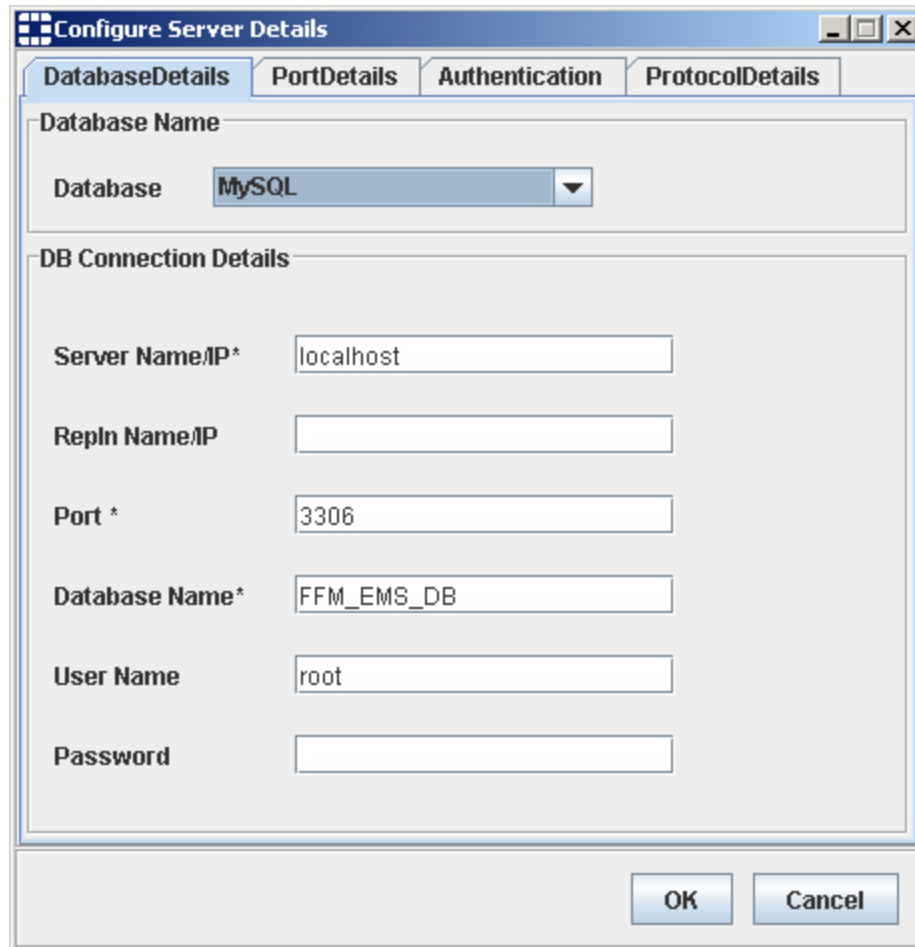 Configure Server Details
DatabaseDetails PortDetails Authentication ProtocolDetails
Database Name
Database MySQL
DB Connection Details
Server Name/IP* localhost
Repln Name/IP
Port * 3306
Database Name* FFM_EMS_DB
User Name root
Password
OK Cancel